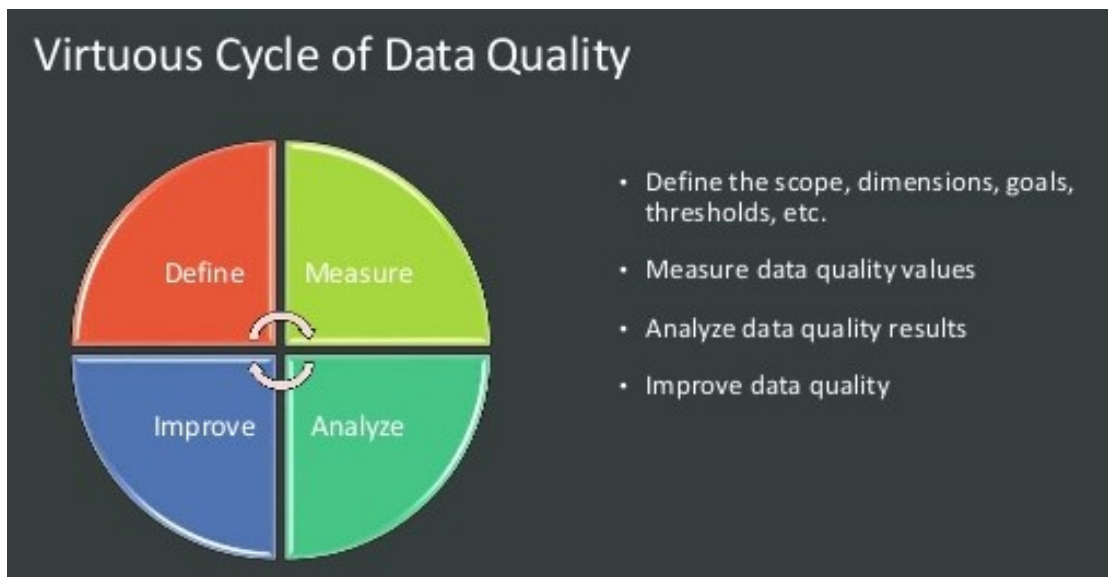 Virtuous Cycle of Data Quality
Define
Measure
Improve
Analyze
• Define the scope, dimensions, goals,
thresholds, etc.
• Measure data quality values
• Analyze data quality results
• Improve data quality